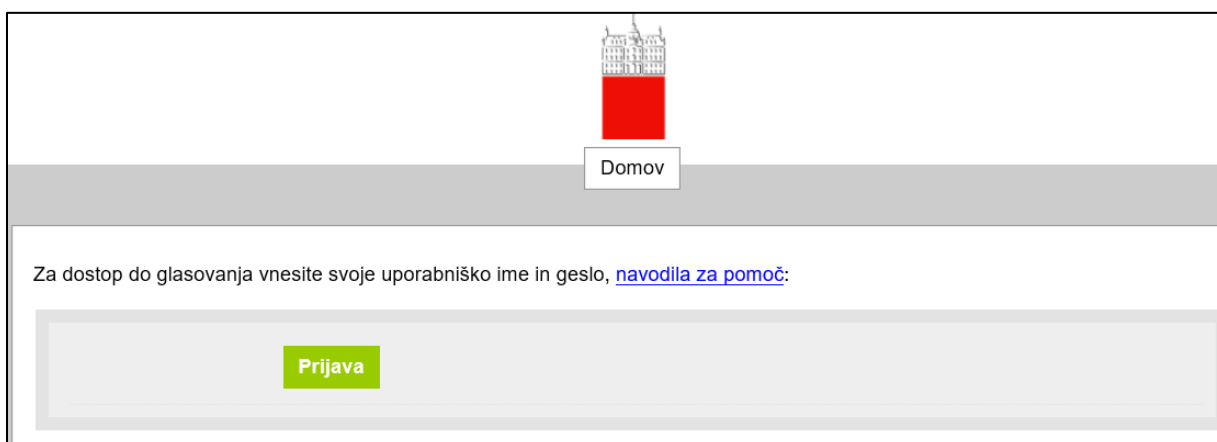 Domov
Za dostop do glasovanja vnesite svoje uporabniško ime in geslo, navodila za pomoč:
Prijava